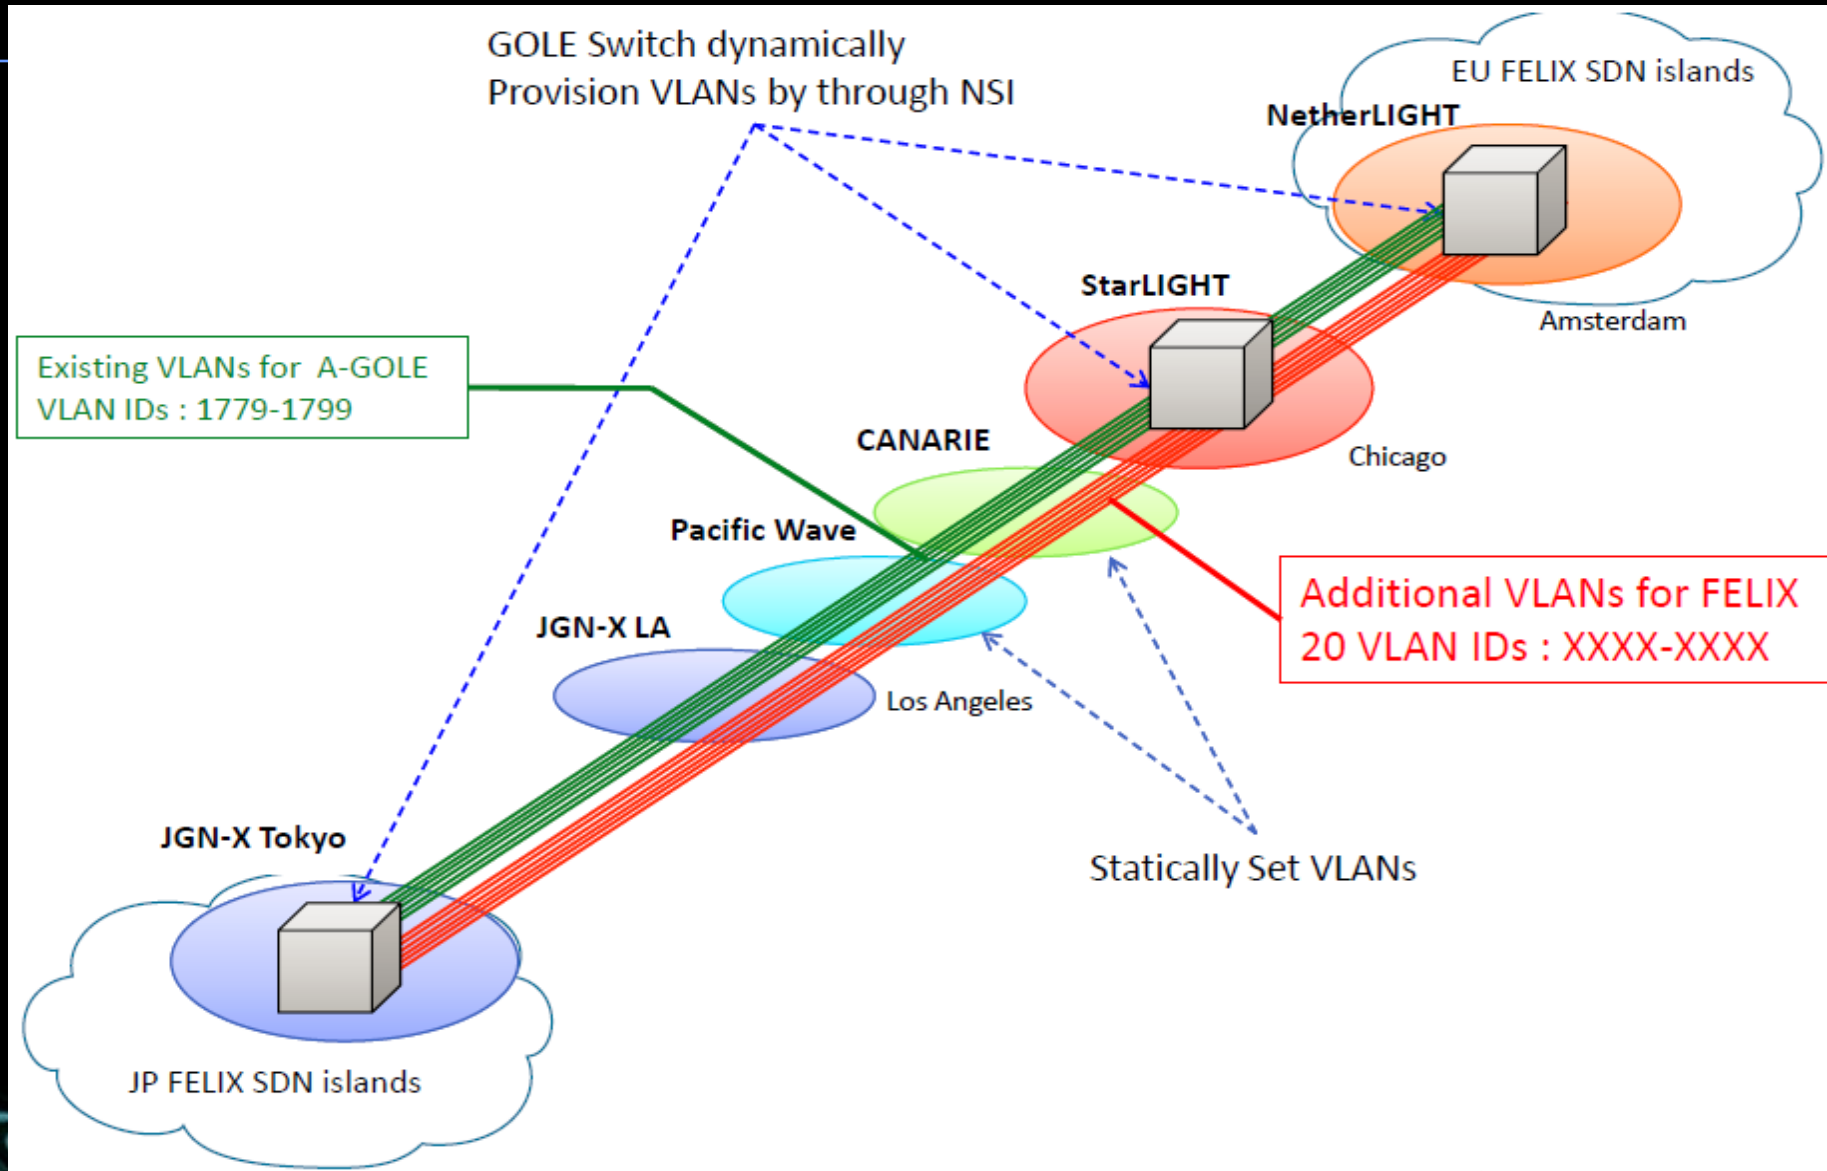 GOLE Switch dynamically
Provision VLANs by through NSI
EU FELIX SDN islands
NetherLIGHT
Amsterdam
StarLIGHT
Chicago
Existing VLANs for A-GOLE
VLAN IDs : 1779-1799
CANARIE
Pacific Wave
Additional VLANs for FELIX
20 VLAN IDs : XXXX-XXXX
JGN-X LA
Los Angeles
JGN-X Tokyo
Statically Set VLANs
JP FELIX SDN islands